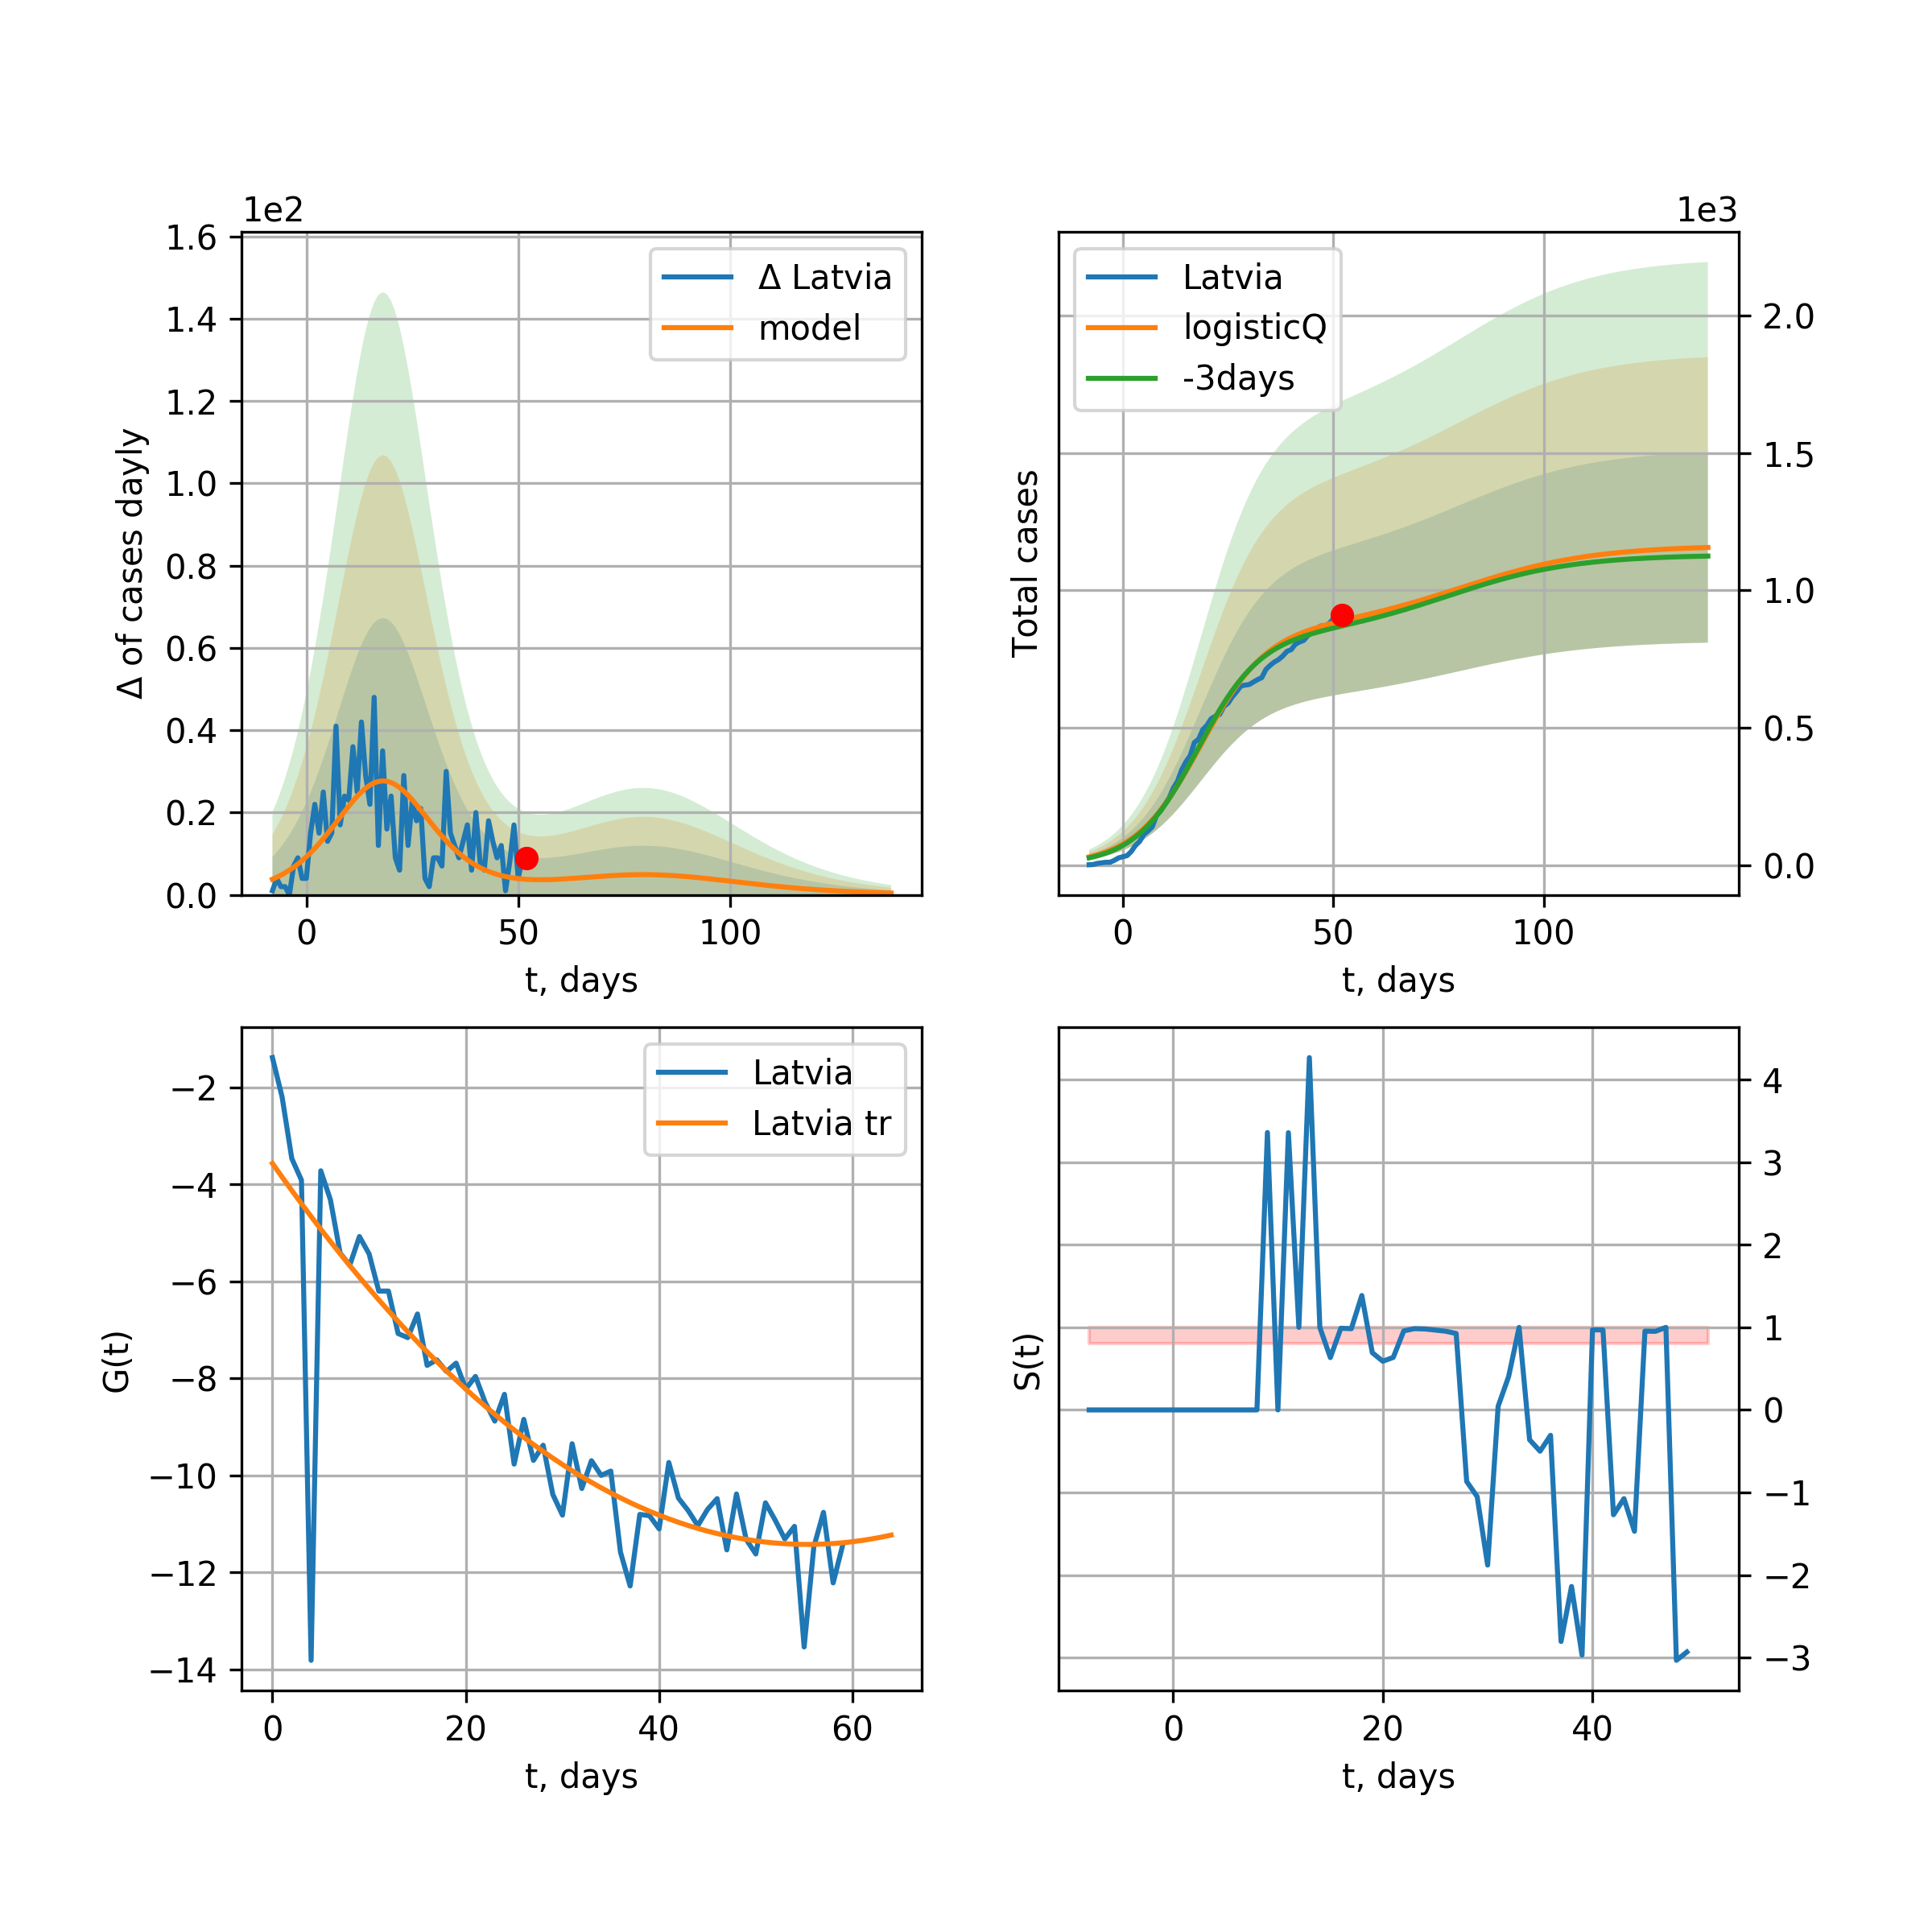 1e2
1.6
1.4
1.2
1.0
0.8
0.6
0.4
0.2
0.0
Δ of cases dayly
Δ Latvia
model
0
50
100
t, days
1e3
Latvia
logisticQ
-3days
Total cases
2.0
1.5
1.0
0.5
0.0
0
50
100
t, days
−2
−4
−6
−8
−10
−12
−14
G(t)
Latvia
Latvia tr
0
20
40
60
t, days
S(t)
4
3
2
1
0
−1
−2
−3
0
20
40
t, days